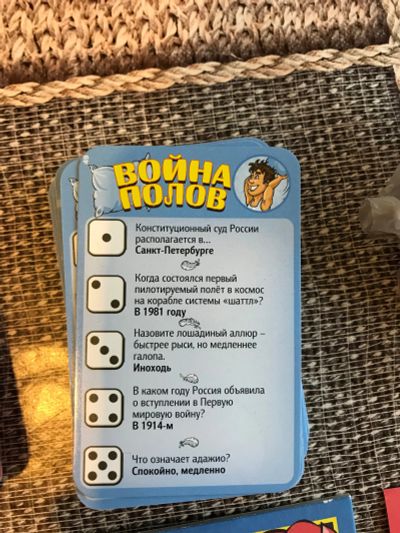 ВОЙНА
ПОЛОВ
Конституционный суд России
располагается в...
Санкт-Петербурге
Когда состоялся первый
пилотируемый полёт в космос
на корабле системы «шаттл»?
В 1981 году
Назовите лошадиный аллюр –
быстрее рыси, но медленнее
галопа.
Иноходь
В каком году Россия объявила
о вступлении в Первую
мировую войну?
В 1914-м
Что означает адажио?
Спокойно, медленно